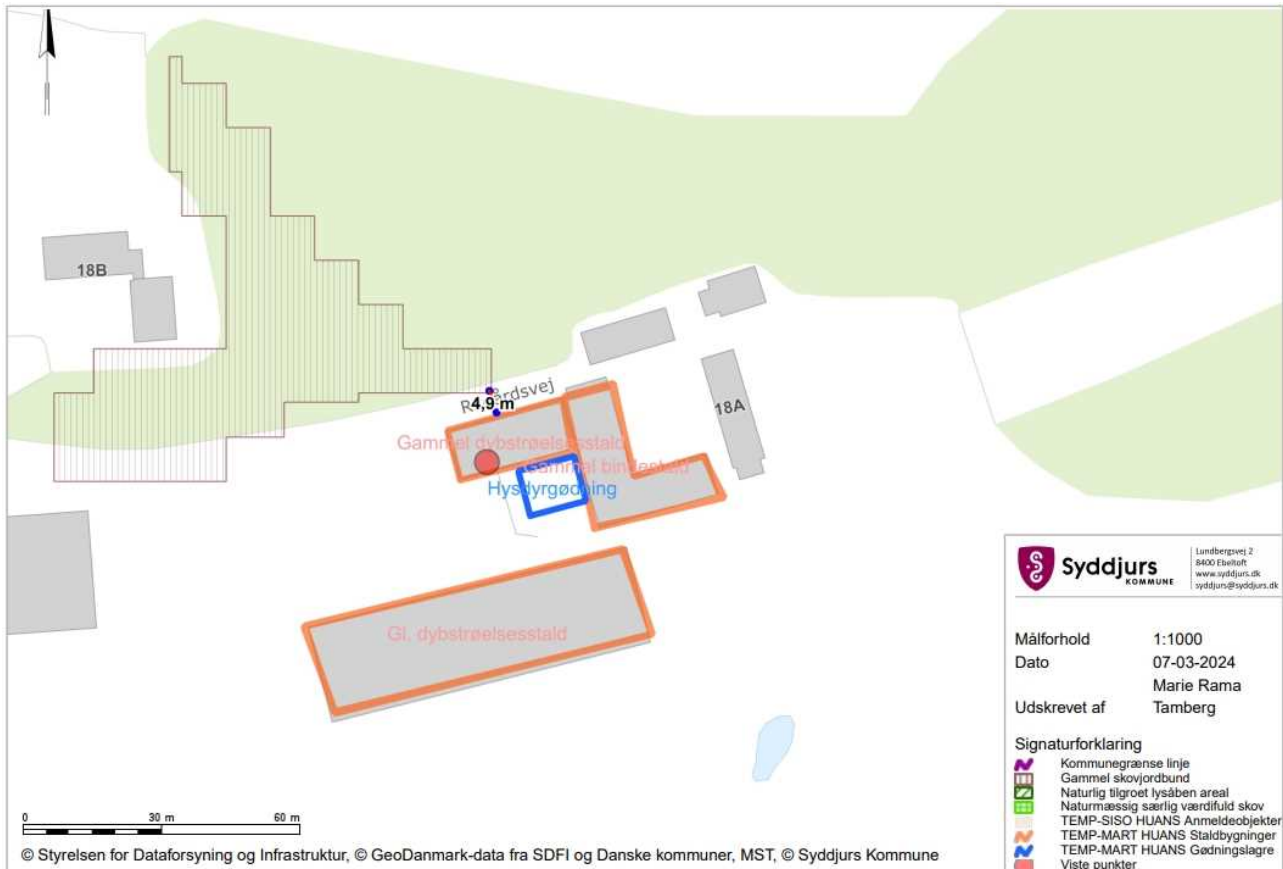 18B
Rugårdsvej
4,9 m
18A
Gammel dybstrøelsesstald
Gammal bindestald
Hysdyrgødning
Gl. dybstrøelsesstald
Syddjurs
KOMMUNE
Lundbergsvej 2
8400 Ebeltoft
www.syddjurs.dk
syddjurs@syddjurs.dk
Målforhold 1:1000
Dato 07-03-2024
Marie Rama
Udskrevet af Tamberg
Signaturforklaring
Kommunegrænse linje
Gammel skovjordbund
Naturlig tilgroet lysåben areal
Naturmæssig særlig værdifuld skov
TEMP-SISO HUANS Anmeldeobjekter
TEMP-MART HUANS Staldbygninger
TEMP-MART HUANS Gødningslagre
Viste punkter
0 30 m 60 m
© Styrelsen for Dataforsyning og Infrastruktur, © GeoDanmark-data fra SDFI og Danske kommuner, MST, © Syddjurs Kommune